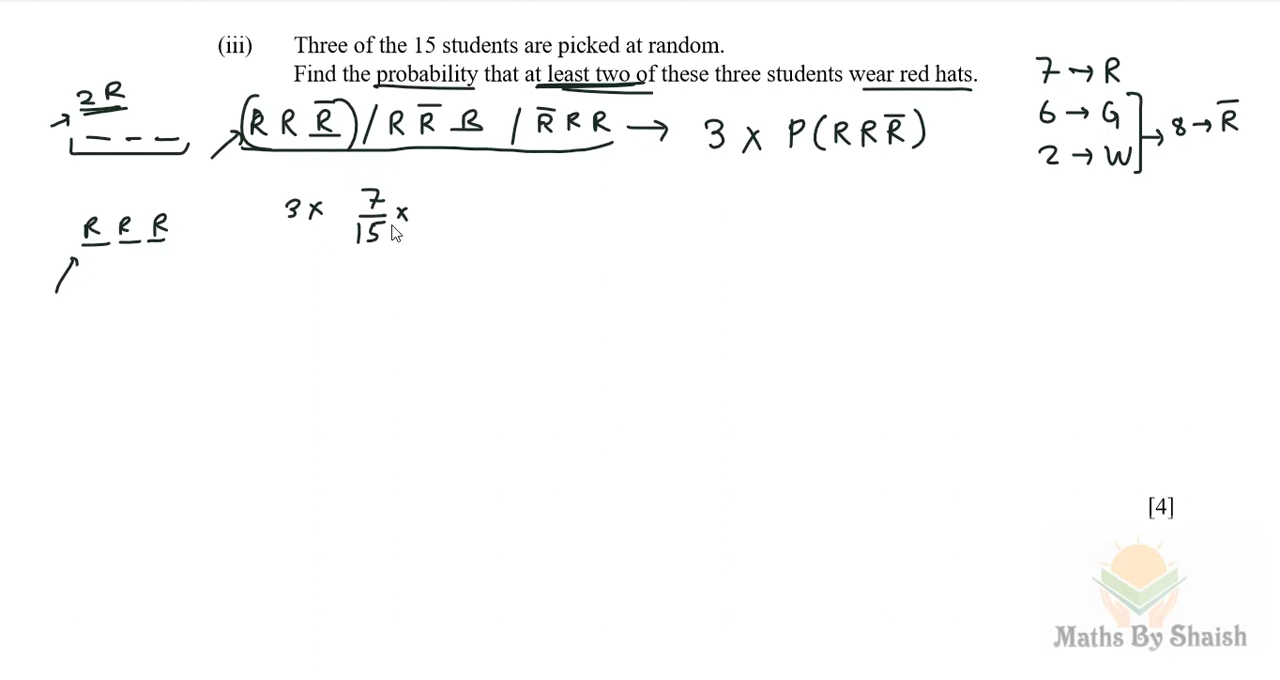 (iii) Three of the 15 students are picked at random.
Find the probability that at least two of these three students wear red hats.
7 → R
6 → G
2 → W
→ 8 → R̅
2 R
(R R R̅) / R R̅ R / R̅ R R → 3 × P(R R R̅)
R R R
3 × 7/15 ×
[4]
Maths By Shaish